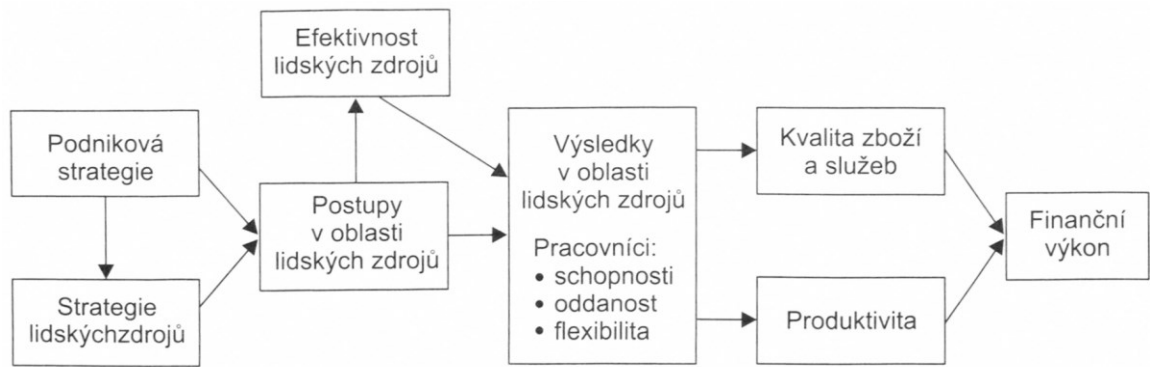 Podniková
strategie
Strategie
lidskýchzdrojů
Efektivnost
lidských zdrojů
Postupy
v oblasti
lidských zdrojů
Výsledky
v oblasti
lidských zdrojů
Pracovníci:
• schopnosti
• oddanost
• flexibilita
Kvalita zboží
a služeb
Produktivita
Finanční
výkon